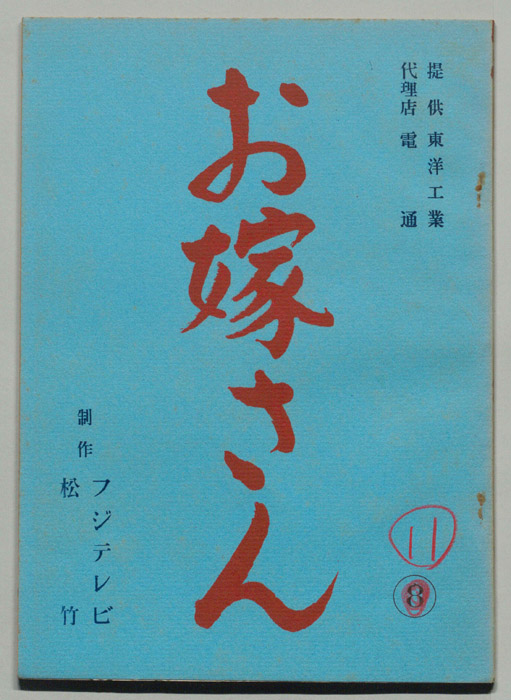 提供 東洋工業
代理店 電通
お嫁さん
制作 フジテレビ
松竹
11
8